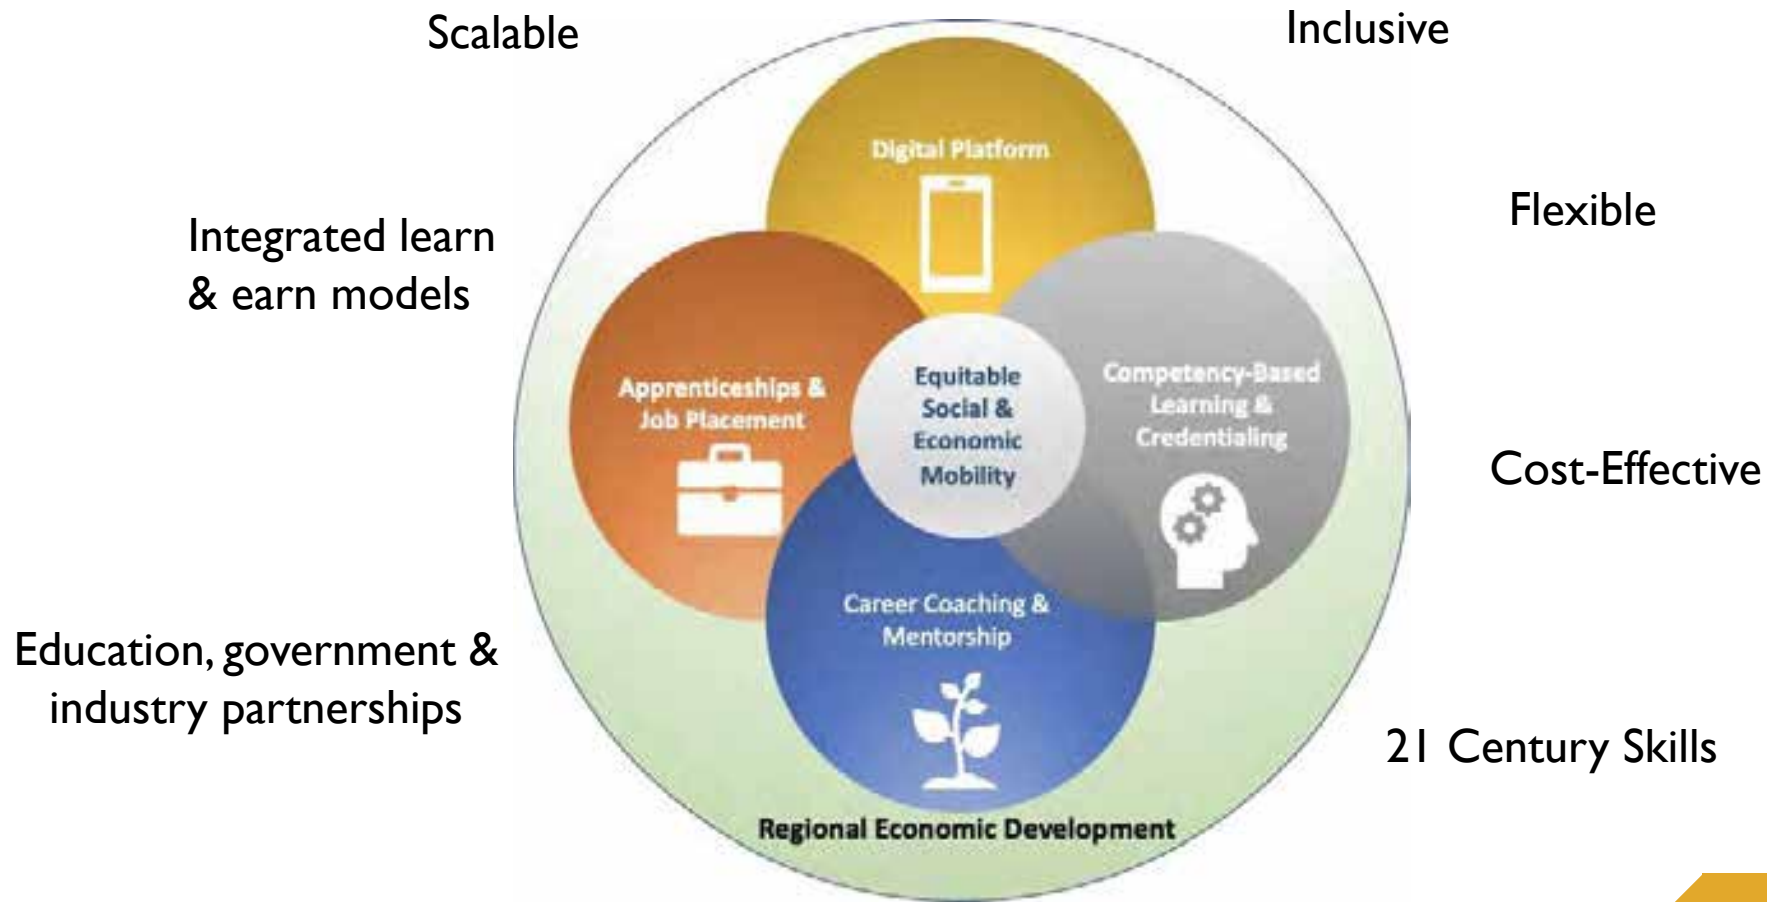 Scalable
Inclusive
Digital Platform
Flexible
Integrated learn
& earn models
Apprenticeships &
Job Placement
Equitable
Social &
Economic
Mobility
Competency-Based
Learning &
Credentialing
Cost-Effective
Career Coaching &
Mentorship
Education, government &
industry partnerships
21 Century Skills
Regional Economic Development